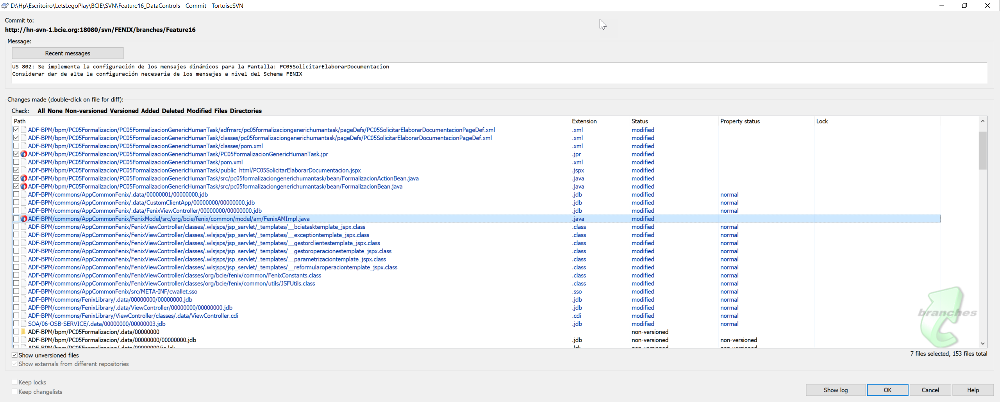 D:\Hp\Escritoiro\LetsLegoPlay\BCIE\SVN\Feature16_DataControls - Commit - TortoiseSVN
Commit to:
http://hn-svn-1.bcie.org:18080/svn/FENIX/branches/Feature16
Message:
Recent messages
US 802: Se implementa la configuración de los mensajes dinámicos para la Pantalla: PC05SolicitarElaborarDocumentacion
Considerar dar de alta la configuración necesaria de los mensajes a nivel del Schema FENIX
Changes made (double-click on file for diff):
Check: All None Non-versioned Versioned Added Deleted Modified Files Directories
Path Extension Status Property status Lock
ADF-BPM/bpm/PC05Formalizacion/PC05FormalizacionGenericHumanTask/adfmsrc/pc05formalizaciongenerichumantask/pageDefs/PC05SolicitarElaborarDocumentacionPageDef.xml .xml modified
ADF-BPM/bpm/PC05Formalizacion/PC05FormalizacionGenericHumanTask/classes/pc05formalizaciongenerichumantask/pageDefs/PC05SolicitarElaborarDocumentacionPageDef.xml .xml modified
ADF-BPM/bpm/PC05Formalizacion/PC05FormalizacionGenericHumanTask/classes/pom.xml .xml modified
ADF-BPM/bpm/PC05Formalizacion/PC05FormalizacionGenericHumanTask/PC05FormalizacionGenericHumanTask.jpr .jpr modified
ADF-BPM/bpm/PC05Formalizacion/PC05FormalizacionGenericHumanTask/pom.xml .xml modified
ADF-BPM/bpm/PC05Formalizacion/PC05FormalizacionGenericHumanTask/public_html/PC05SolicitarElaborarDocumentacion.jspx .jspx modified
ADF-BPM/bpm/PC05Formalizacion/PC05FormalizacionGenericHumanTask/src/pc05formalizaciongenerichumantask/bean/FormalizacionActionBean.java .java modified
ADF-BPM/bpm/PC05Formalizacion/PC05FormalizacionGenericHumanTask/src/pc05formalizaciongenerichumantask/bean/FormalizacionBean.java .java modified
ADF-BPM/commons/AppCommonFenix/.data/00000001/00000000.jdb .jdb modified normal
ADF-BPM/commons/AppCommonFenix/.data/CustomClientApp/00000000/00000000.jdb .jdb modified normal
ADF-BPM/commons/AppCommonFenix/.data/FenixViewController/00000000/00000000.jdb .jdb modified normal
ADF-BPM/commons/AppCommonFenix/FenixModel/src/org/bcie/fenix/common/model/am/FenixAMImpl.java .java modified
ADF-BPM/commons/AppCommonFenix/FenixViewController/classes/.wlsjsps/jsp_servlet/_templates/__bcietasktemplate_jspx.class .class modified normal
ADF-BPM/commons/AppCommonFenix/FenixViewController/classes/.wlsjsps/jsp_servlet/_templates/__exceptiontemplate_jspx.class .class modified normal
ADF-BPM/commons/AppCommonFenix/FenixViewController/classes/.wlsjsps/jsp_servlet/_templates/__gestorclientestemplate_jspx.class .class modified normal
ADF-BPM/commons/AppCommonFenix/FenixViewController/classes/.wlsjsps/jsp_servlet/_templates/__gestoroperacionestemplate_jspx.class .class modified normal
ADF-BPM/commons/AppCommonFenix/FenixViewController/classes/.wlsjsps/jsp_servlet/_templates/__parametrizaciontemplate_jspx.class .class modified normal
ADF-BPM/commons/AppCommonFenix/FenixViewController/classes/.wlsjsps/jsp_servlet/_templates/__reformularoperaciontemplate_jspx.class .class modified normal
ADF-BPM/commons/AppCommonFenix/FenixViewController/classes/org/bcie/fenix/common/FenixConstants.class .class modified normal
ADF-BPM/commons/AppCommonFenix/FenixViewController/classes/org/bcie/fenix/common/utils/JSFUtils.class .class modified normal
ADF-BPM/commons/AppCommonFenix/src/META-INF/cwallet.sso .sso modified normal
ADF-BPM/commons/FenixLibrary/.data/00000000/00000000.jdb .jdb modified normal
ADF-BPM/commons/FenixLibrary/.data/ViewController/00000000/00000000.jdb .jdb modified normal
ADF-BPM/commons/FenixLibrary/ViewController/classes/.data/ViewController.cdi .cdi modified normal
SOA/06-OSB-SERVICE/.data/00000000/00000003.jdb .jdb modified normal
ADF-BPM/bpm/PC05Formalizacion/.data/00000000 non-versioned
ADF-BPM/bpm/PC05Formalizacion/.data/00000000/00000000.jdb .jdb non-versioned non-versioned
branches
Show unversioned files 7 files selected, 153 files total
Show externals from different repositories
Keep locks
Keep changelists
Show log OK Cancel Help